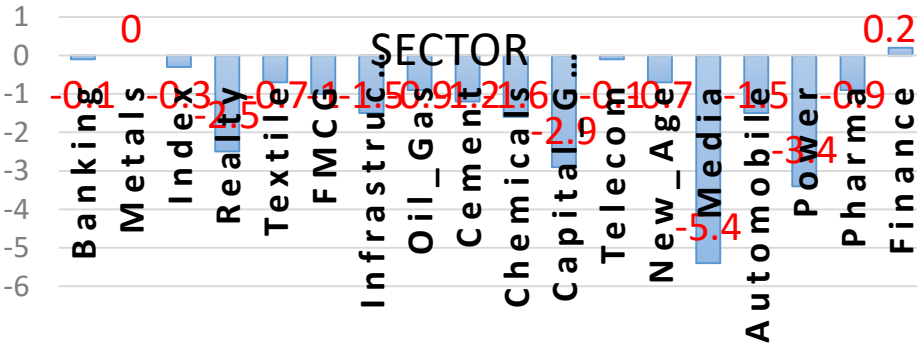 SECTOR
1
0
-1
-2
-3
-4
-5
-6
-0.1
0
-0.3
-2.5
-0.7
-1.5
-0.9
-1.2
-1.6
-2.9
-0.1
-0.7
-5.4
-1.5
-3.4
-0.9
0.2
Banking
Metals
Index
Realty
Textile
FMCG
Infrastruc…
Oil_Gas
Cement
Chemicals
Capital_G…
Telecom
New_Age
Media
Automobile
Power
Pharma
Finance